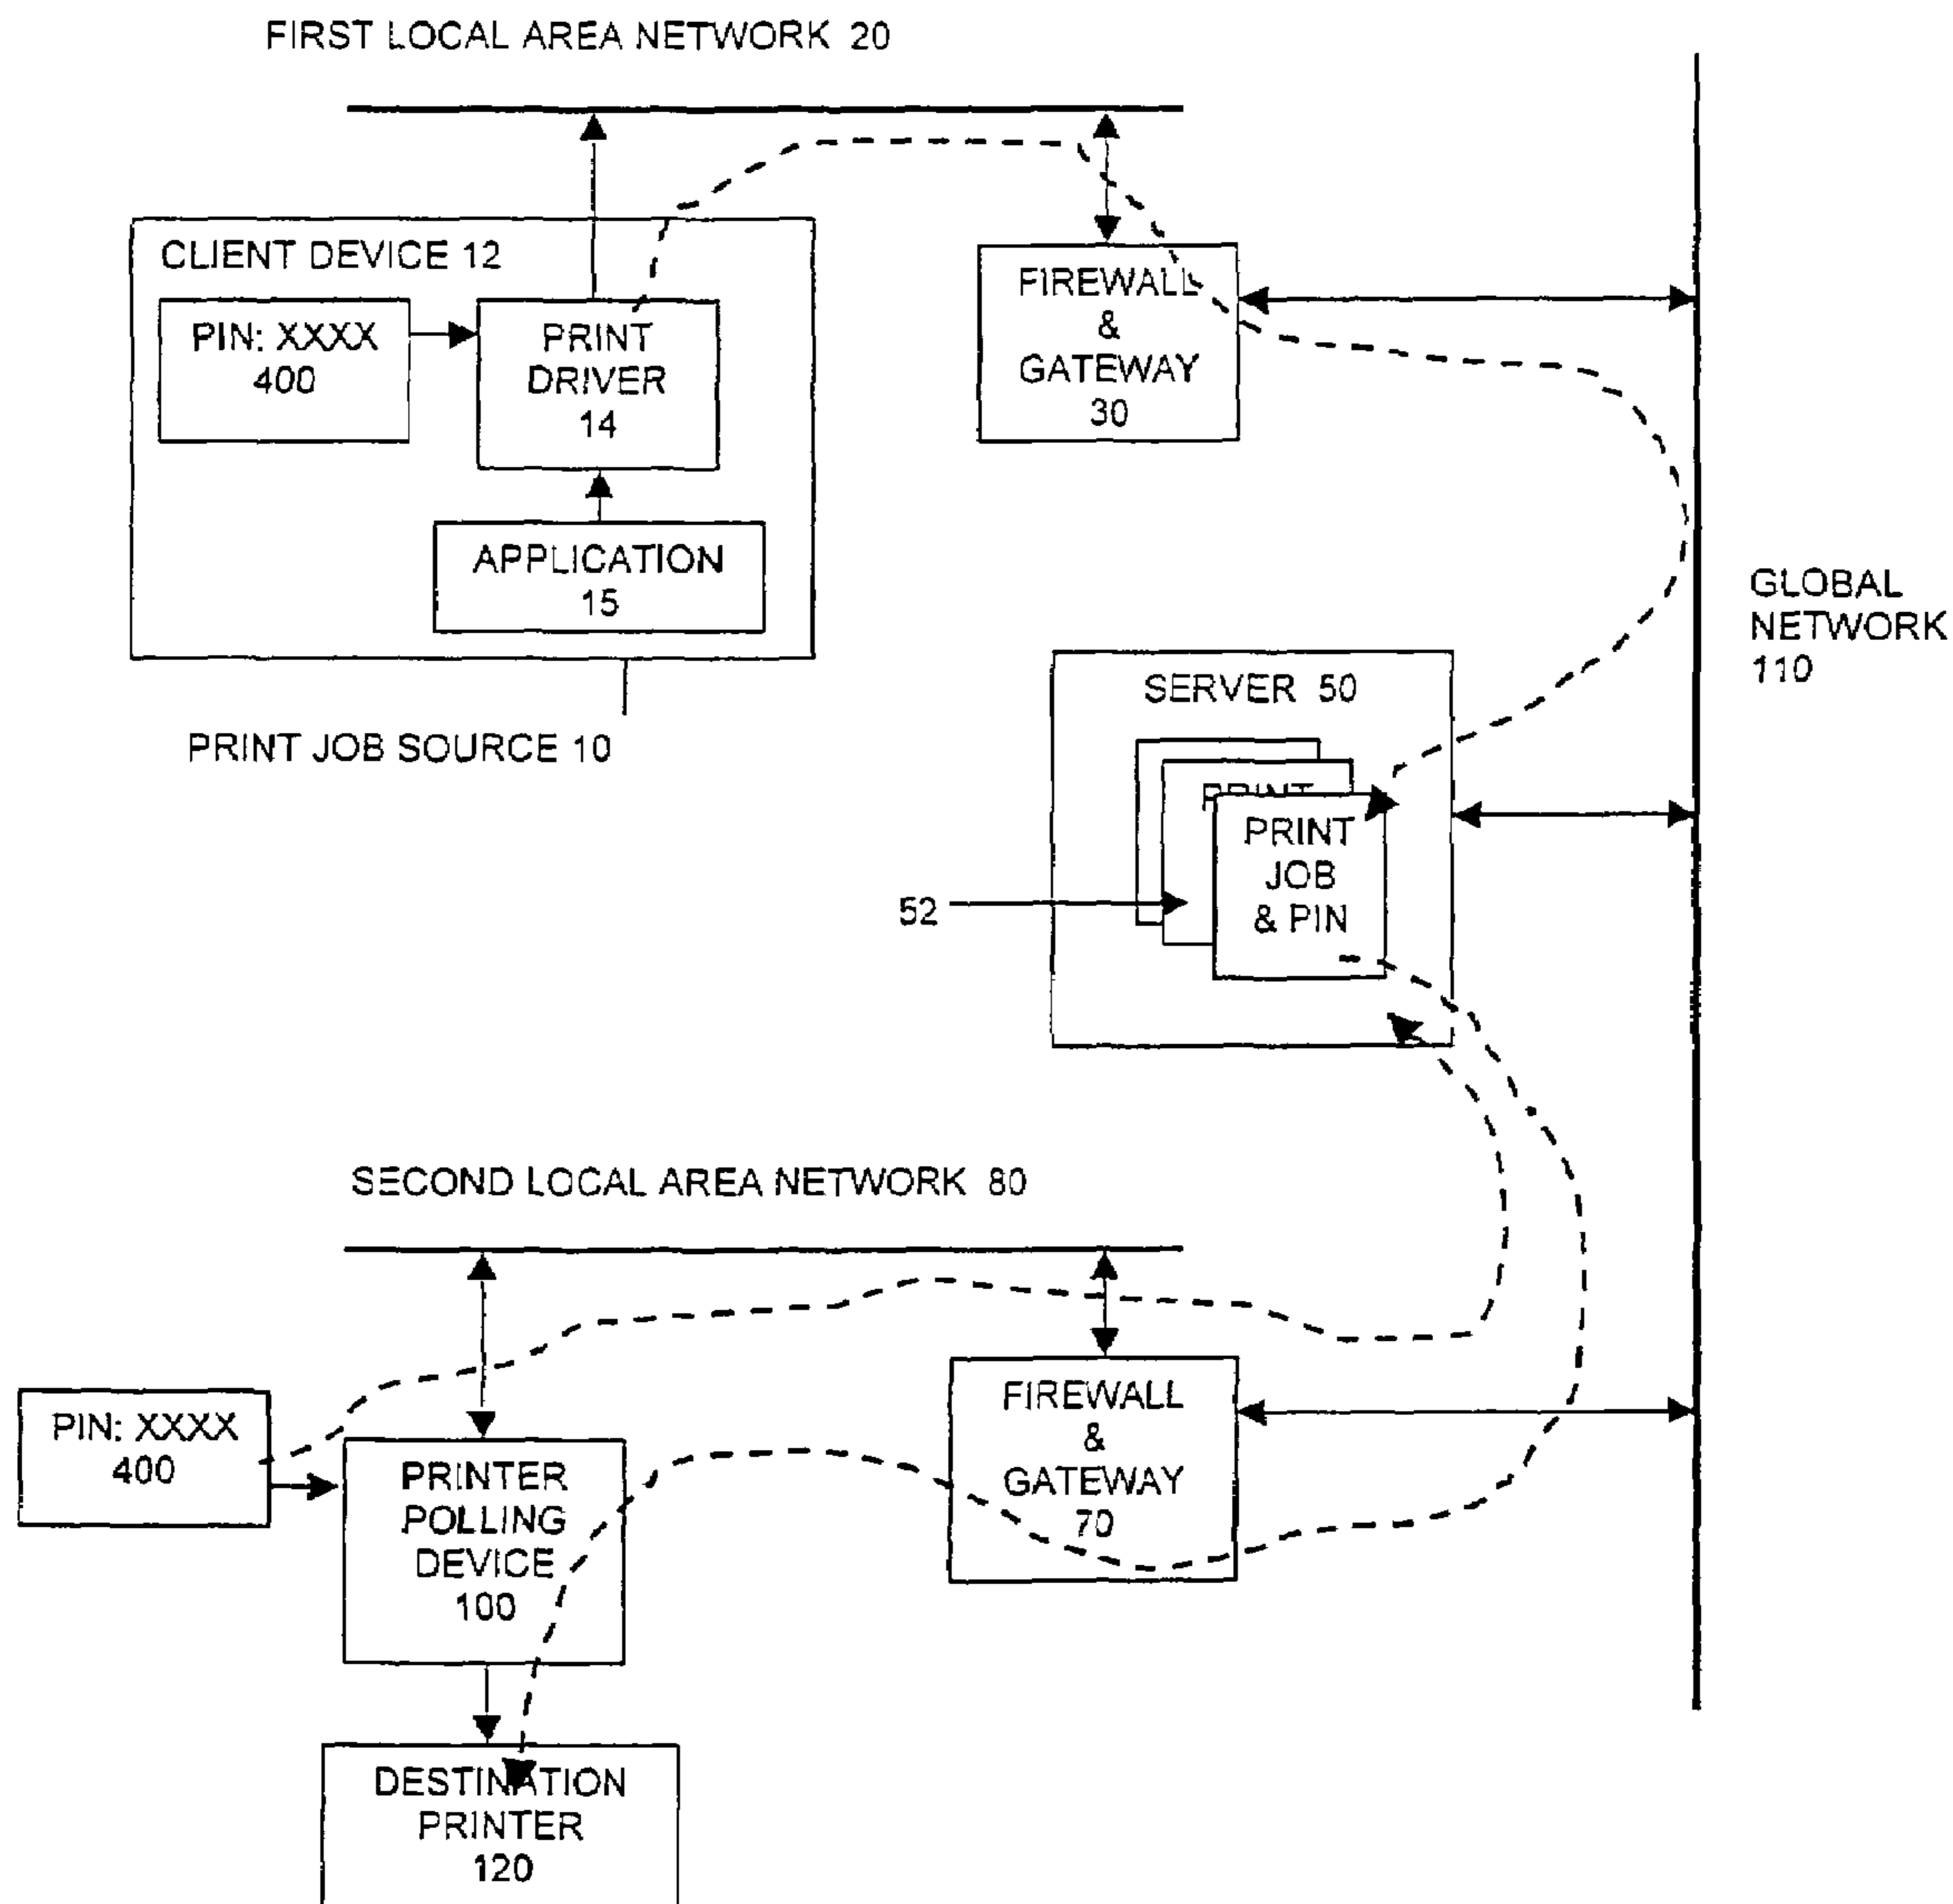 FIRST LOCAL AREA NETWORK 20
CLIENT DEVICE 12
PIN: XXXX
400
PRINT
DRIVER
14
APPLICATION
15
PRINT JOB SOURCE 10
FIREWALL
&
GATEWAY
30
GLOBAL
NETWORK
110
SERVER 50
PRINT
PRINT
JOB
& PIN
52
SECOND LOCAL AREA NETWORK 80
PIN: XXXX
400
PRINTER
POLLING
DEVICE
100
FIREWALL
&
GATEWAY
70
DESTINATION
PRINTER
120